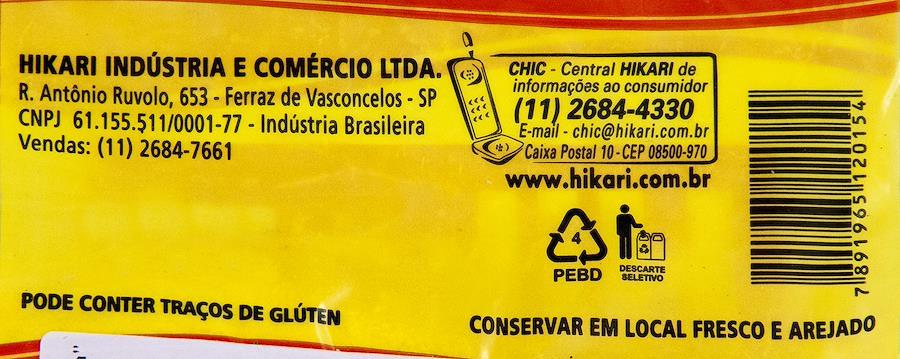 HIKARI INDÚSTRIA E COMÉRCIO LTDA.
R. Antônio Ruvolo, 653 - Ferraz de Vasconcelos - SP
CNPJ 61.155.511/0001-77 - Indústria Brasileira
Vendas: (11) 2684-7661
CHIC - Central HIKARI de
informações ao consumidor
(11) 2684-4330
E-mail - chic@hikari.com.br
Caixa Postal 10 - CEP 08500-970
www.hikari.com.br
4
PEBD
DESCARTE
SELETIVO
7891965120154
PODE CONTER TRAÇOS DE GLÚTEN
CONSERVAR EM LOCAL FRESCO E AREJADO